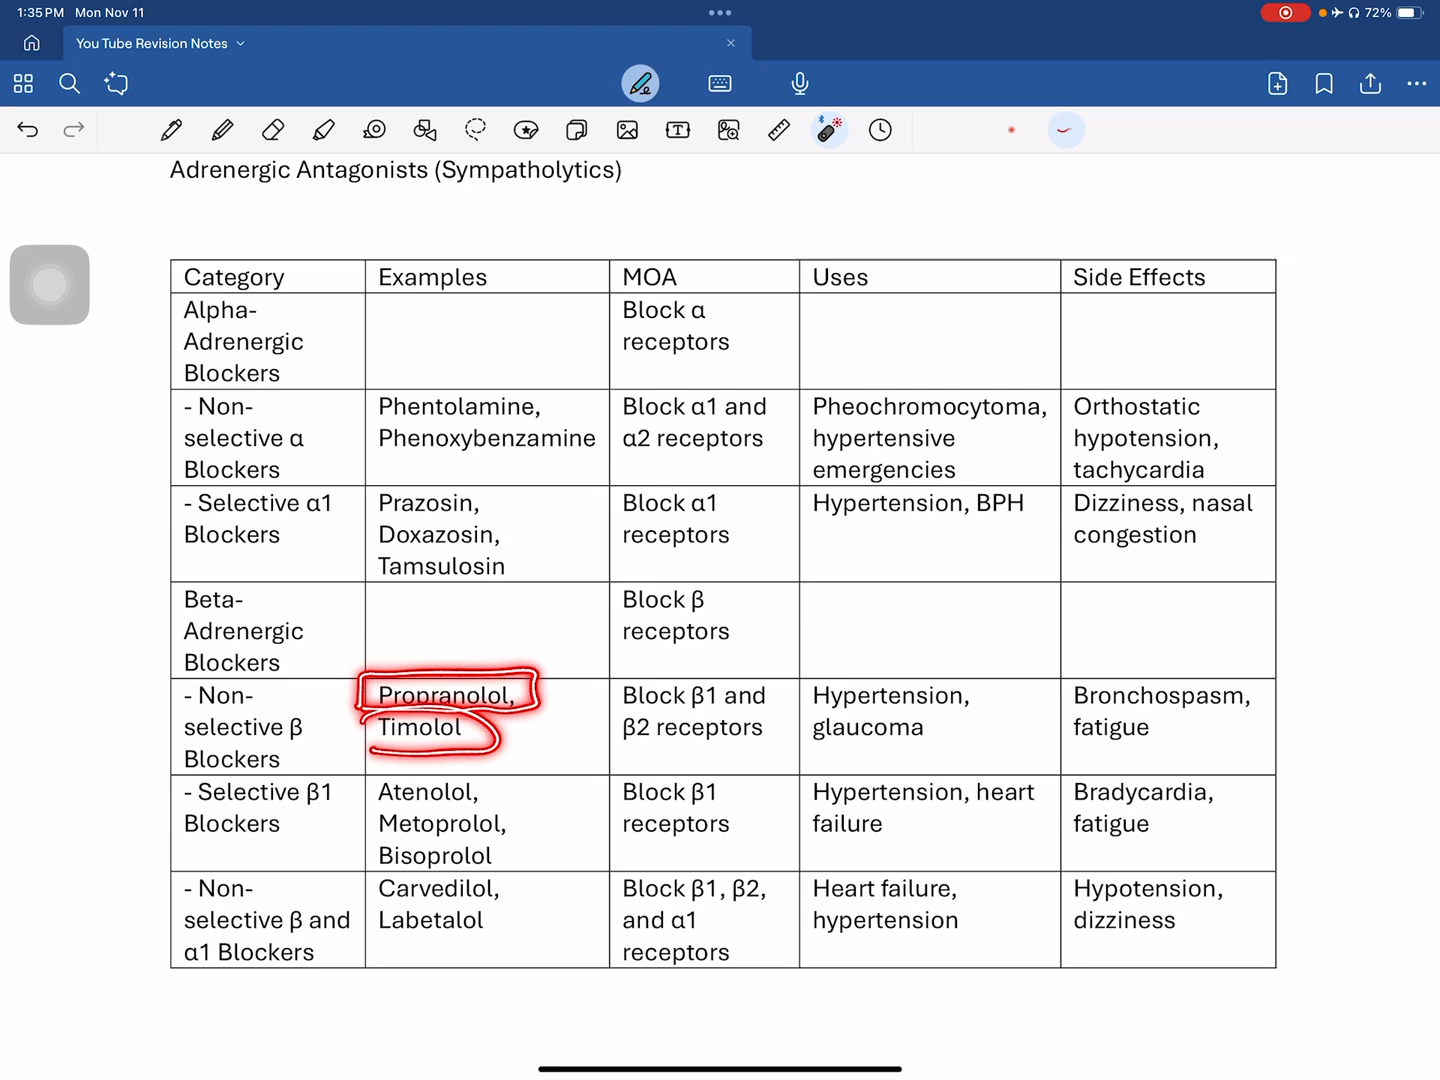 1:35 PM Mon Nov 11
72%
You Tube Revision Notes
Adrenergic Antagonists (Sympatholytics)
Category Examples MOA Uses Side Effects
Alpha-
Adrenergic
Blockers
Block α
receptors
- Non-
selective α
Blockers
Phentolamine,
Phenoxybenzamine
Block α1 and
α2 receptors
Pheochromocytoma,
hypertensive
emergencies
Orthostatic
hypotension,
tachycardia
- Selective α1
Blockers
Prazosin,
Doxazosin,
Tamsulosin
Block α1
receptors
Hypertension, BPH
Dizziness, nasal
congestion
Beta-
Adrenergic
Blockers
Block β
receptors
- Non-
selective β
Blockers
Propranolol,
Timolol
Block β1 and
β2 receptors
Hypertension,
glaucoma
Bronchospasm,
fatigue
- Selective β1
Blockers
Atenolol,
Metoprolol,
Bisoprolol
Block β1
receptors
Hypertension, heart
failure
Bradycardia,
fatigue
- Non-
selective β and
α1 Blockers
Carvedilol,
Labetalol
Block β1, β2,
and α1
receptors
Heart failure,
hypertension
Hypotension,
dizziness